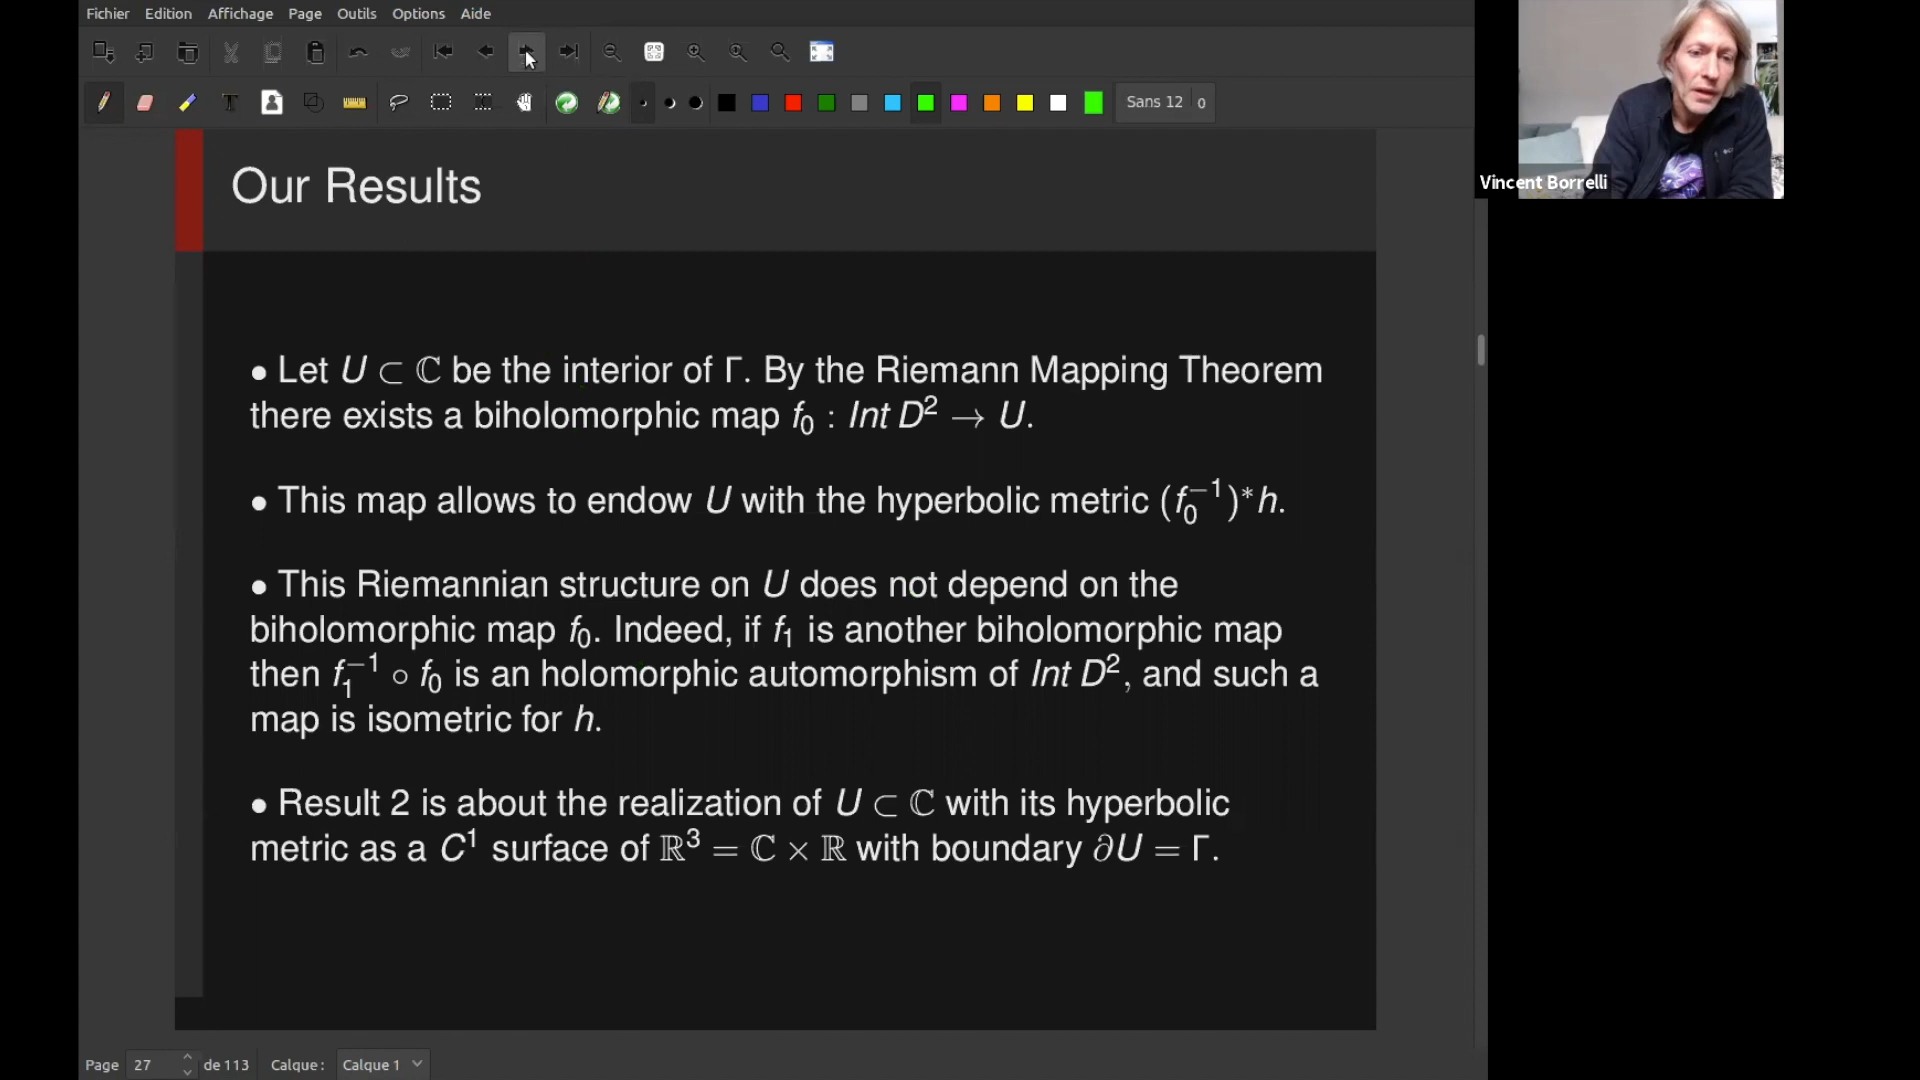 Fichier Edition Affichage Page Outils Options Aide
Sans 12 0
Vincent Borrelli
Our Results
• Let U ⊂ ℂ be the interior of Γ. By the Riemann Mapping Theorem
there exists a biholomorphic map f₀ : Int D² → U.
• This map allows to endow U with the hyperbolic metric (f₀⁻¹)*h.
• This Riemannian structure on U does not depend on the
biholomorphic map f₀. Indeed, if f₁ is another biholomorphic map
then f₁⁻¹ ∘ f₀ is an holomorphic automorphism of Int D², and such a
map is isometric for h.
• Result 2 is about the realization of U ⊂ ℂ with its hyperbolic
metric as a C¹ surface of ℝ³ = ℂ × ℝ with boundary ∂U = Γ.
Page 27 de 113 Calque : Calque 1